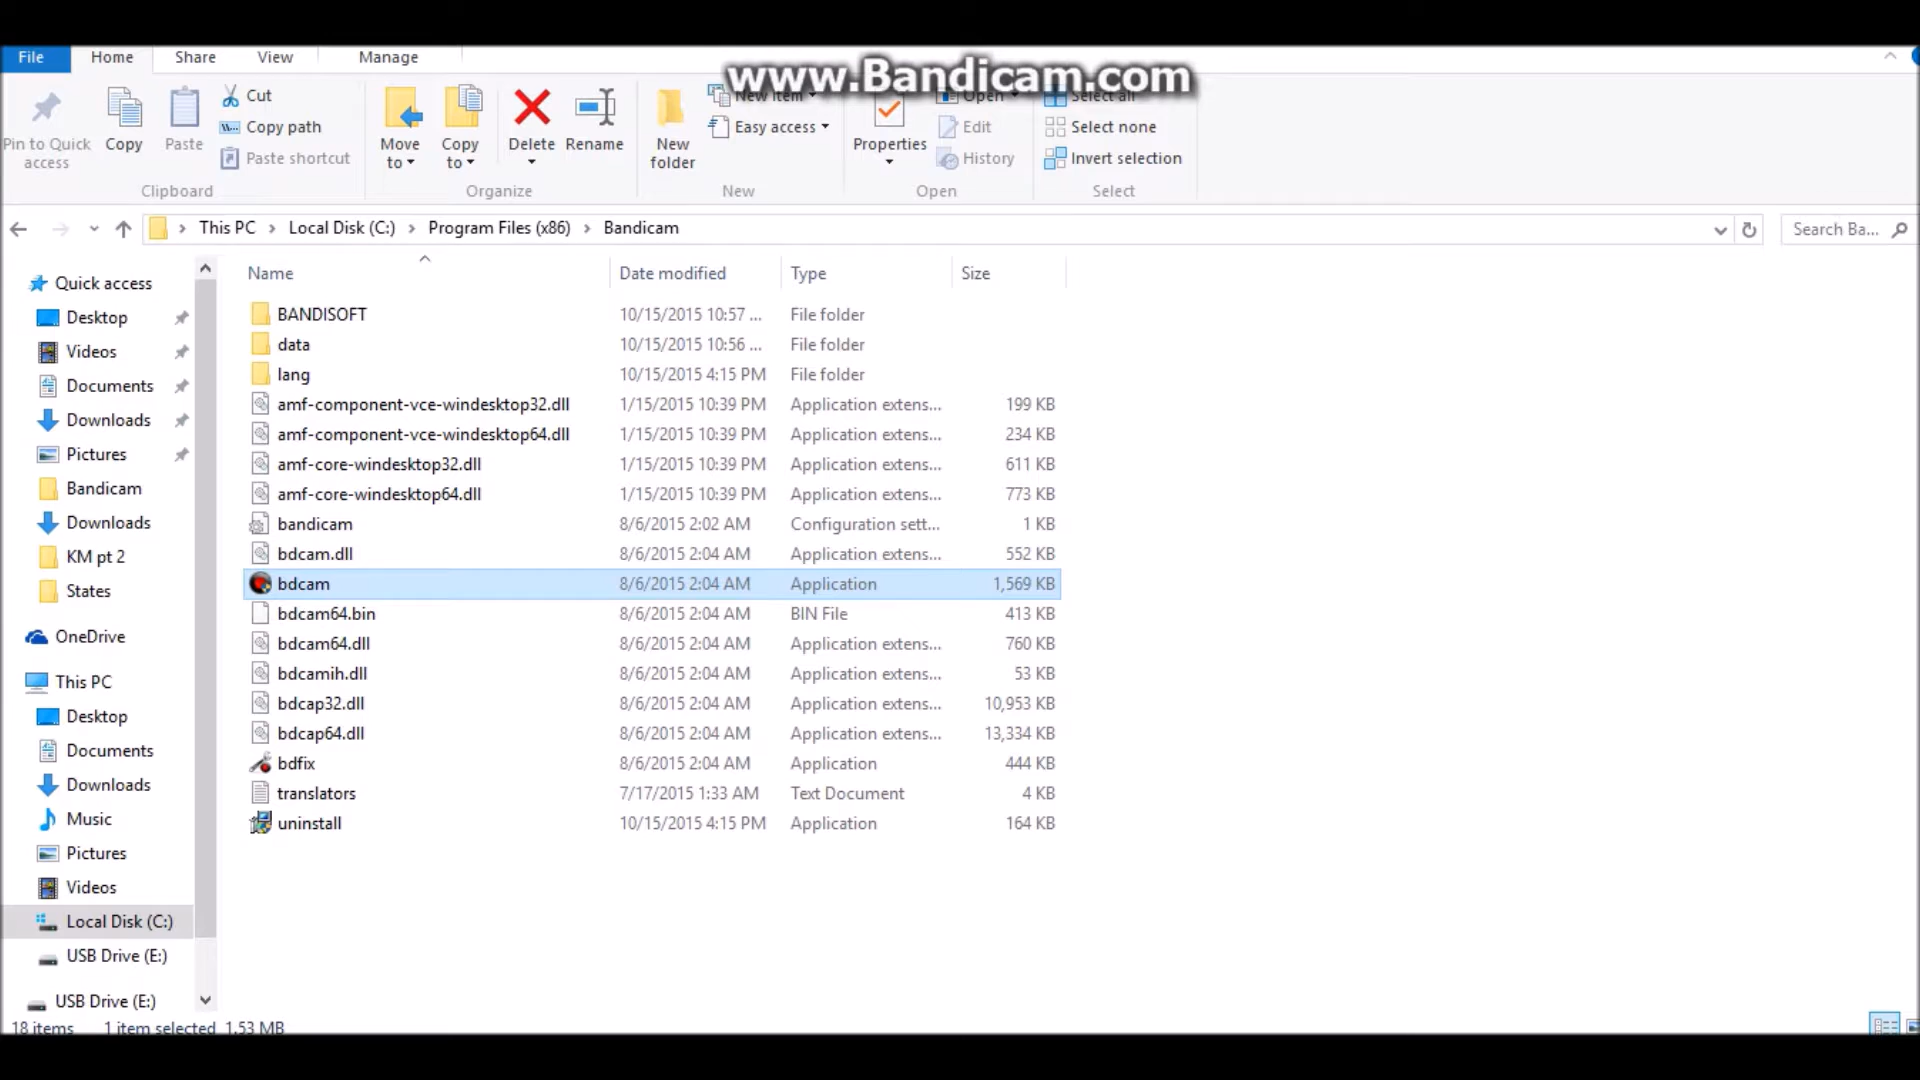 File Home Share View Manage
www.Bandicam.com
Pin to Quick access
Copy
Paste
Cut
Copy path
Paste shortcut
Clipboard
Move to
Copy to
Delete
Rename
Organize
New folder
New item
Easy access
New
Properties
Open
Edit
History
Open
Select all
Select none
Invert selection
Select
This PC > Local Disk (C:) > Program Files (x86) > Bandicam
Search Ba...
Quick access
Desktop
Videos
Documents
Downloads
Pictures
Bandicam
Downloads
KM pt 2
States
OneDrive
This PC
Desktop
Documents
Downloads
Music
Pictures
Videos
Local Disk (C:)
USB Drive (E:)
USB Drive (E:)
Name Date modified Type Size
BANDISOFT 10/15/2015 10:57 ... File folder
data 10/15/2015 10:56 ... File folder
lang 10/15/2015 4:15 PM File folder
amf-component-vce-windesktop32.dll 1/15/2015 10:39 PM Application extens... 199 KB
amf-component-vce-windesktop64.dll 1/15/2015 10:39 PM Application extens... 234 KB
amf-core-windesktop32.dll 1/15/2015 10:39 PM Application extens... 611 KB
amf-core-windesktop64.dll 1/15/2015 10:39 PM Application extens... 773 KB
bandicam 8/6/2015 2:02 AM Configuration sett... 1 KB
bdcam.dll 8/6/2015 2:04 AM Application extens... 552 KB
bdcam 8/6/2015 2:04 AM Application 1,569 KB
bdcam64.bin 8/6/2015 2:04 AM BIN File 413 KB
bdcam64.dll 8/6/2015 2:04 AM Application extens... 760 KB
bdcamih.dll 8/6/2015 2:04 AM Application extens... 53 KB
bdcap32.dll 8/6/2015 2:04 AM Application extens... 10,953 KB
bdcap64.dll 8/6/2015 2:04 AM Application extens... 13,334 KB
bdfix 8/6/2015 2:04 AM Application 444 KB
translators 7/17/2015 1:33 AM Text Document 4 KB
uninstall 10/15/2015 4:15 PM Application 164 KB
18 items 1 item selected 1.53 MB